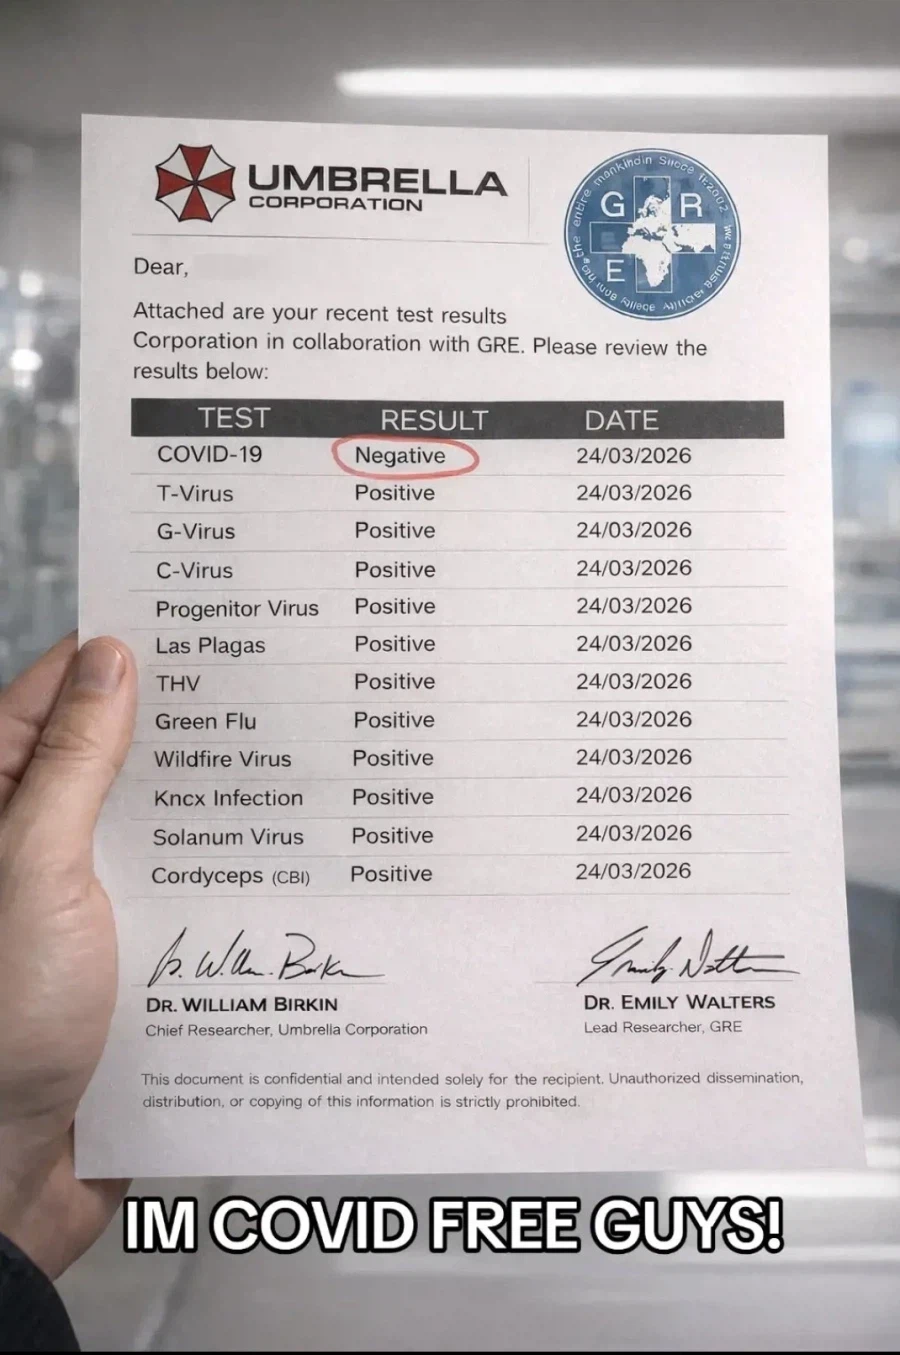 UMBRELLA
CORPORATION
G R
E
Dear,
Attached are your recent test results
Corporation in collaboration with GRE. Please review the
results below:
TEST RESULT DATE
COVID-19 Negative 24/03/2026
T-Virus Positive 24/03/2026
G-Virus Positive 24/03/2026
C-Virus Positive 24/03/2026
Progenitor Virus Positive 24/03/2026
Las Plagas Positive 24/03/2026
THV Positive 24/03/2026
Green Flu Positive 24/03/2026
Wildfire Virus Positive 24/03/2026
Kncx Infection Positive 24/03/2026
Solanum Virus Positive 24/03/2026
Cordyceps (CBI) Positive 24/03/2026
DR. WILLIAM BIRKIN DR. EMILY WALTERS
Chief Researcher, Umbrella Corporation Lead Researcher, GRE
This document is confidential and intended solely for the recipient. Unauthorized dissemination,
distribution, or copying of this information is strictly prohibited.
IM COVID FREE GUYS!